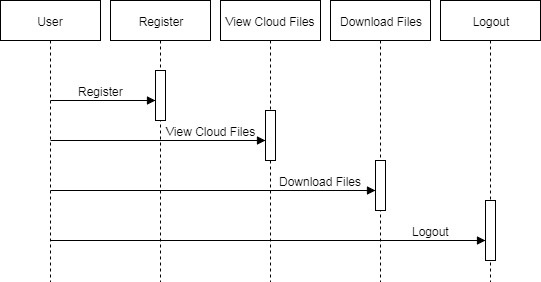 User
Register
View Cloud Files
Download Files
Logout
Register
View Cloud Files
Download Files
Logout